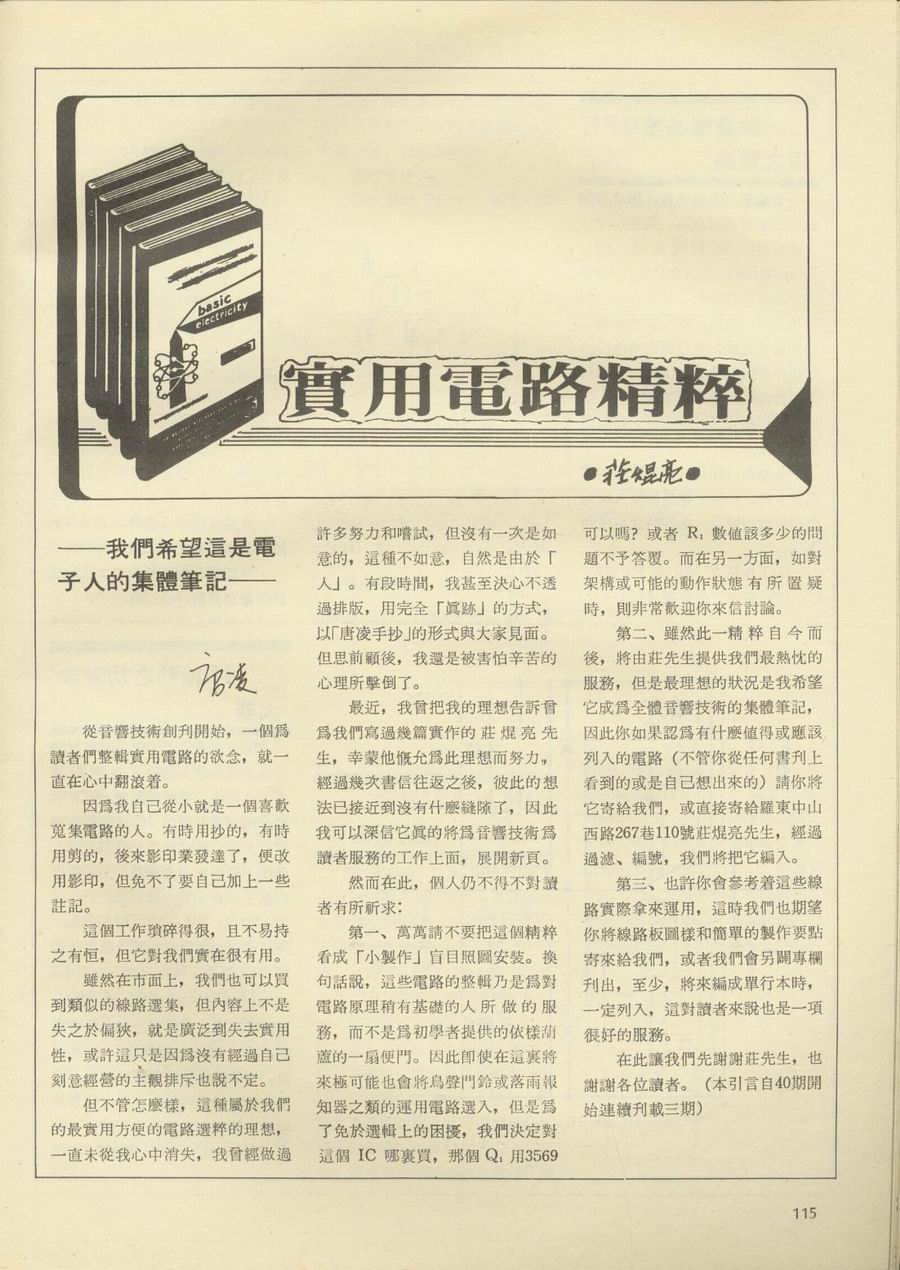 basic
electricity
實用電路精粹
●莊焜亮●
——我們希望這是電
子人的集體筆記——
唐凌
從音響技術創刋開始，一個爲
讀者們整輯實用電路的欲念，就一
直在心中翻滾着。
因爲我自己從小就是一個喜歡
蒐集電路的人。有時用抄的，有時
用剪的，後來影印業發達了，便改
用影印，但免不了要自己加上一些
註記。
這個工作瑣碎得很，且不易持
之有恒，但它對我們實在很有用。
雖然在市面上，我們也可以買
到類似的線路選集，但內容上不是
失之於偏狹，就是廣泛到失去實用
性，或許這只是因爲沒有經過自己
刻意經營的主觀排斥也說不定。
但不管怎麼樣，這種屬於我們
的最實用方便的電路選粹的理想，
一直未從我心中消失，我曾經做過
許多努力和嚐試，但沒有一次是如
意的，這種不如意，自然是由於「
人」。有段時間，我甚至決心不透
過排版，用完全「眞跡」的方式，
以「唐凌手抄」的形式與大家見面。
但思前顧後，我還是被害怕辛苦的
心理所擊倒了。
最近，我曾把我的理想告訴曾
爲我們寫過幾篇實作的莊焜亮先
生，幸蒙他慨允爲此理想而努力，
經過幾次書信往返之後，彼此的想
法已接近到沒有什麽縫隙了，因此
我可以深信它眞的將爲音響技術爲
讀者服務的工作上面，展開新頁。
然而在此，個人仍不得不對讀
者有所祈求：
第一、萬萬請不要把這個精粹
看成「小製作」盲目照圖安裝。換
句話說，這些電路的整輯乃是爲對
電路原理稍有基礎的人所做的服
務，而不是爲初學者提供的依樣葫
蘆的一扇便門。因此卽使在這裏將
來極可能也會將鳥聲門鈴或落雨報
知器之類的運用電路選入，但是爲
了免於選輯上的困擾，我們決定對
這個 IC 哪裏買，那個 Q₁ 用3569
可以嗎？或者 R₁ 數値該多少的問
題不予答覆。而在另一方面，如對
架構或可能的動作狀態有所置疑
時，則非常歡迎你來信討論。
第二、雖然此一精粹自今而
後，將由莊先生提供我們最熱忱的
服務，但是最理想的狀況是我希望
它成爲全體音響技術的集體筆記，
因此你如果認爲有什麼值得或應該
列入的電路（不管你從任何書刋上
看到的或是自己想出來的）請你將
它寄給我們，或直接寄給羅東中山
西路267巷110號莊焜亮先生，經過
過濾、編號，我們將把它編入。
第三、也許你會參考着這些線
路實際拿來運用，這時我們也期望
你將線路板圖樣和簡單的製作要點
寄來給我們，或者我們會另闢專欄
刋出，至少，將來編成單行本時，
一定列入，這對讀者來說也是一項
很好的服務。
在此讓我們先謝謝莊先生，也
謝謝各位讀者。（本引言自40期開
始連續刋載三期）
115